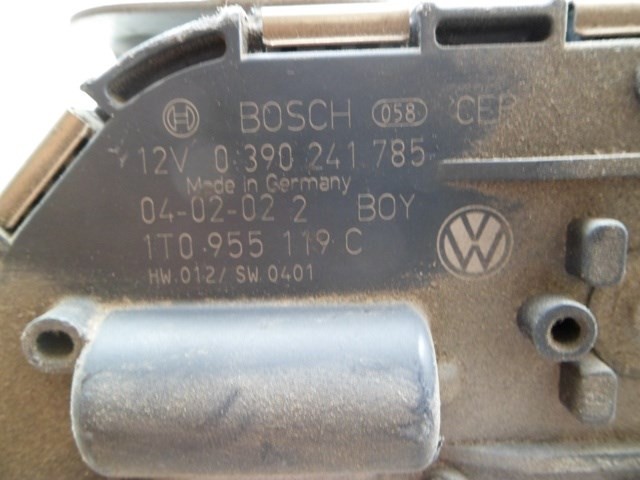 BOSCH 058 CEP
12V 0 390 241 785
Made in Germany
04-02-02 2 BOY
1T0 955 119 C
HW.012/ SW.0401
VW